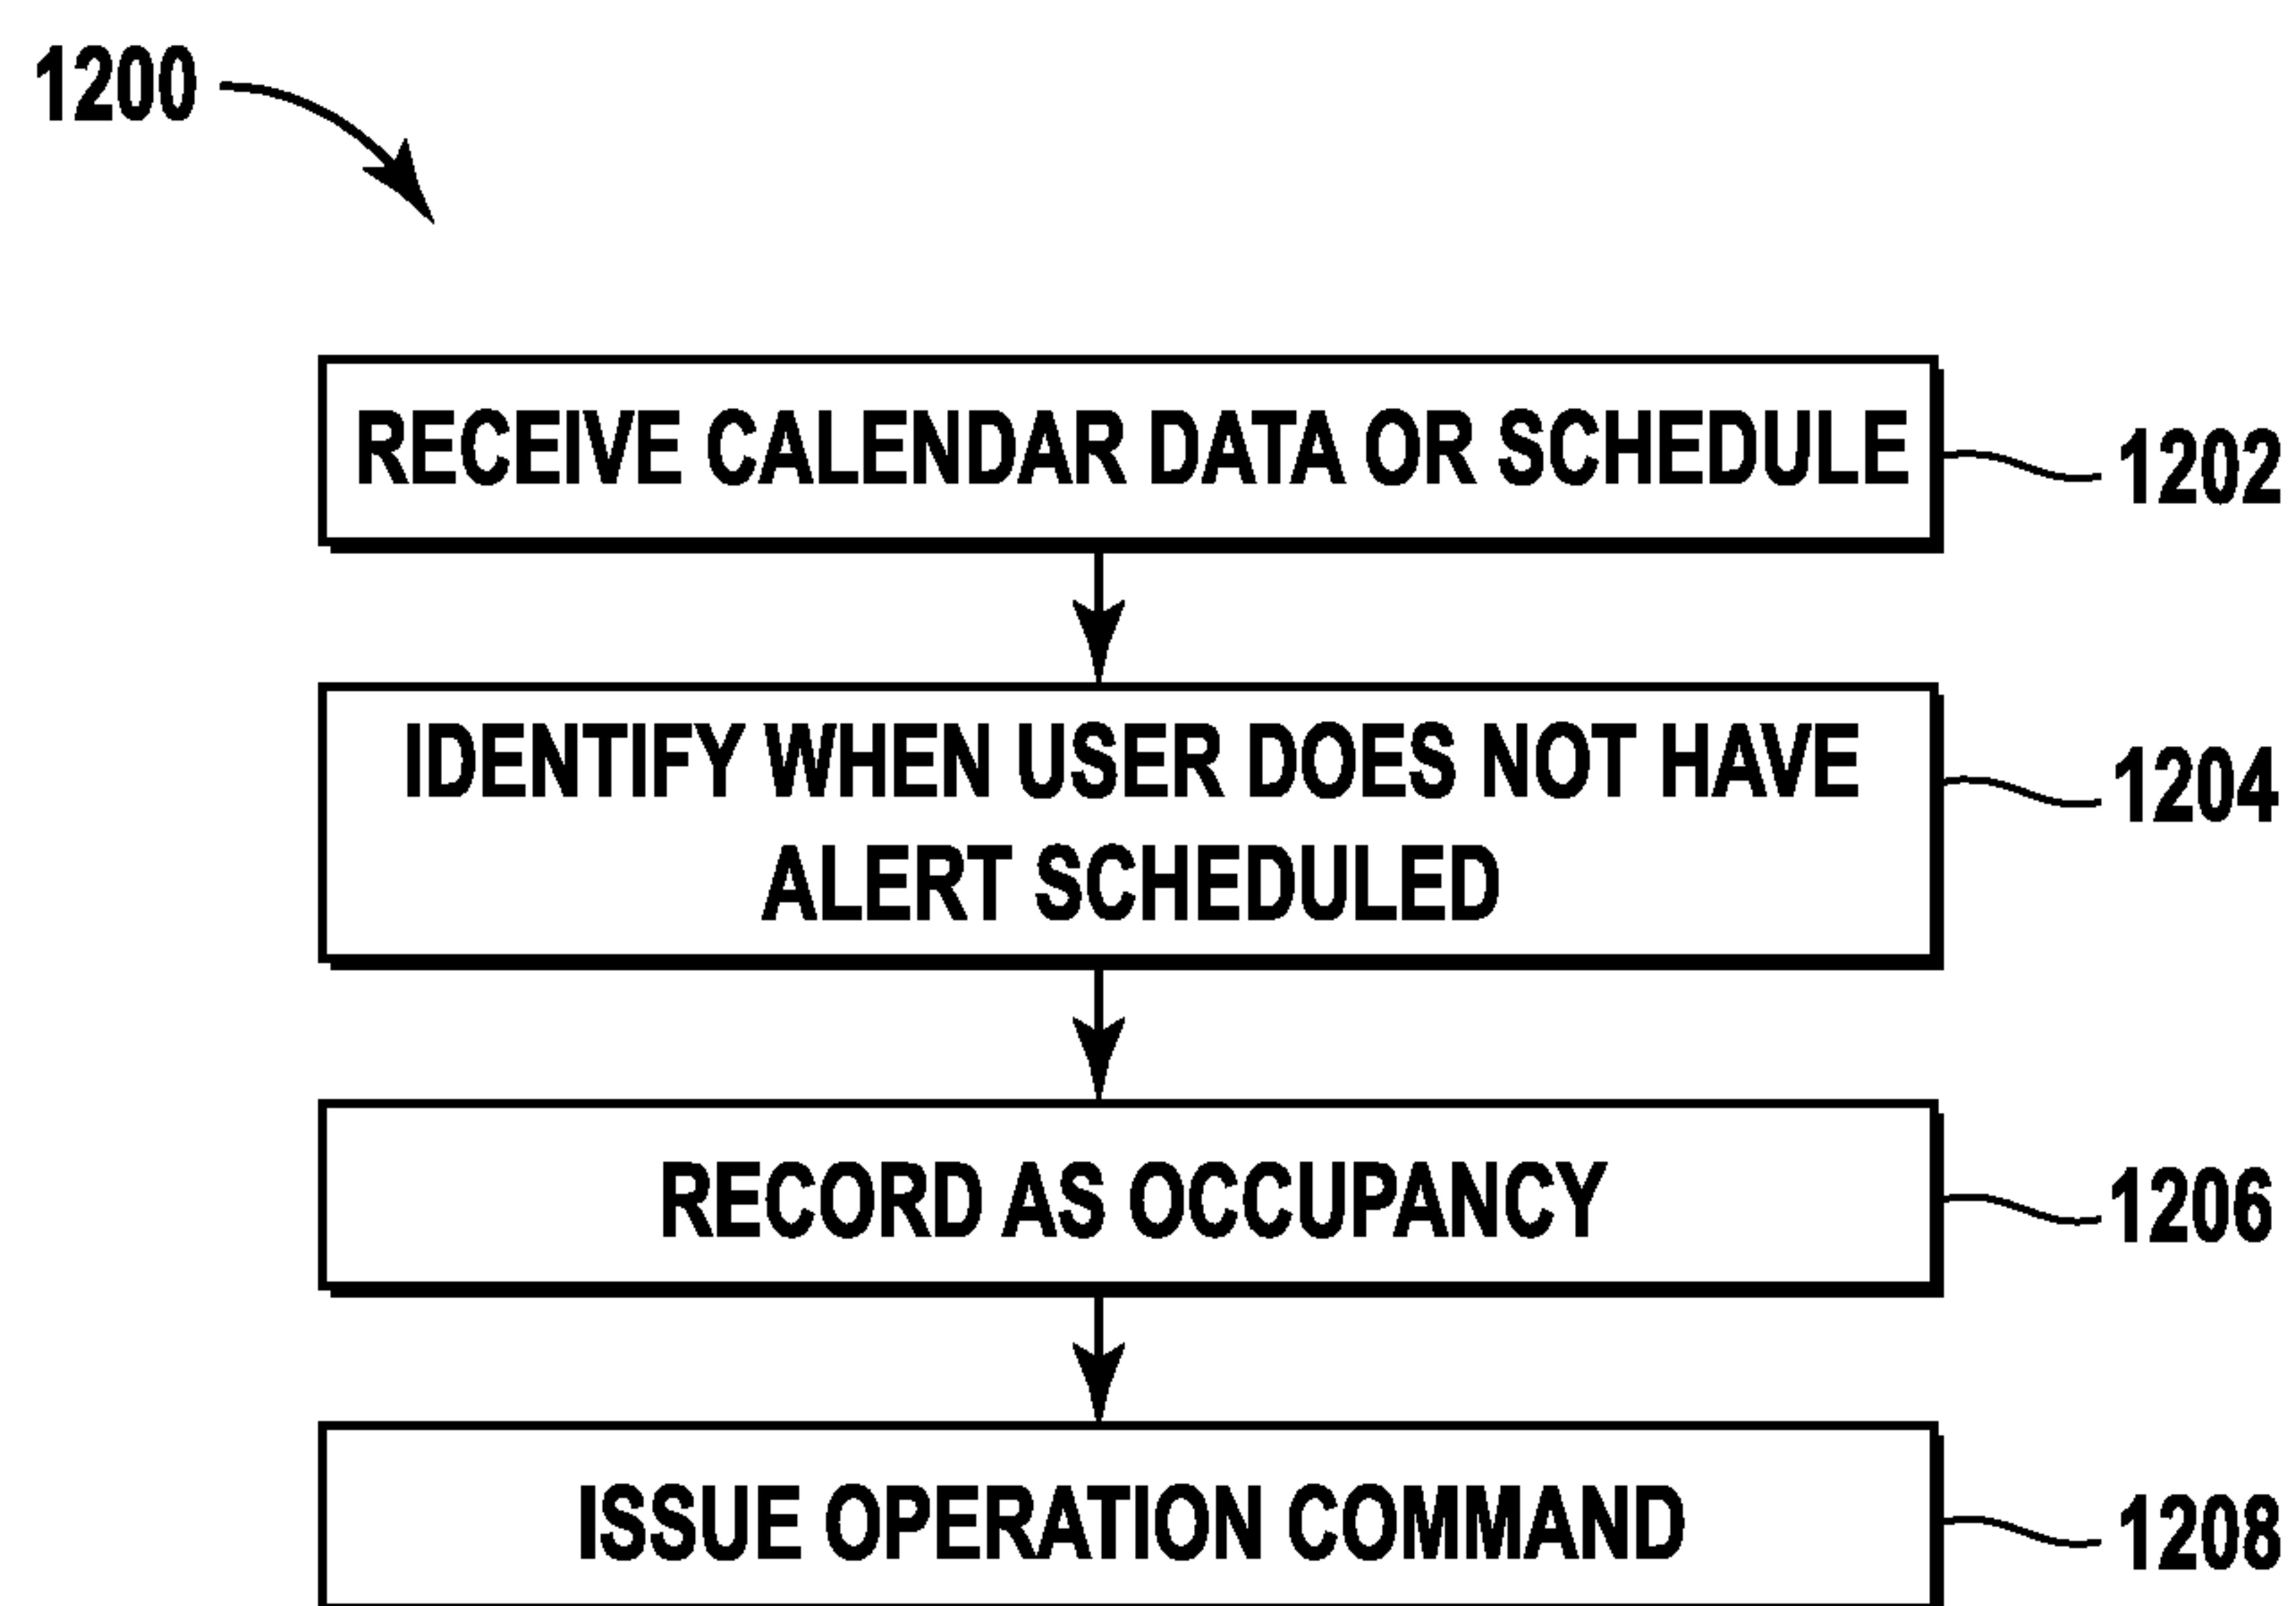 1200
RECEIVE CALENDAR DATA OR SCHEDULE
1202
IDENTIFY WHEN USER DOES NOT HAVE
ALERT SCHEDULED
1204
RECORD AS OCCUPANCY
1206
ISSUE OPERATION COMMAND
1208